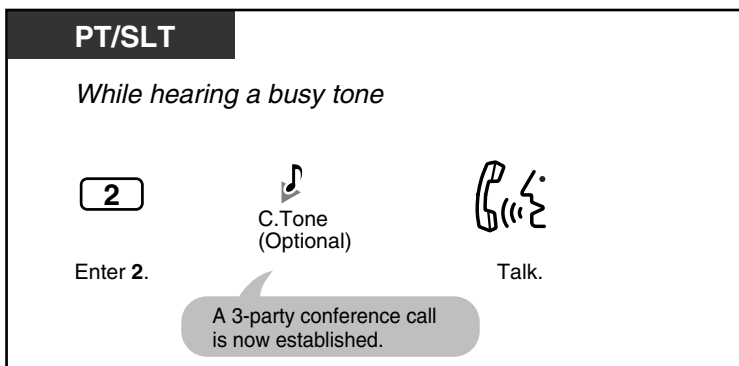 PT/SLT
While hearing a busy tone
2
C.Tone
(Optional)
Enter 2.
Talk.
A 3-party conference call
is now established.